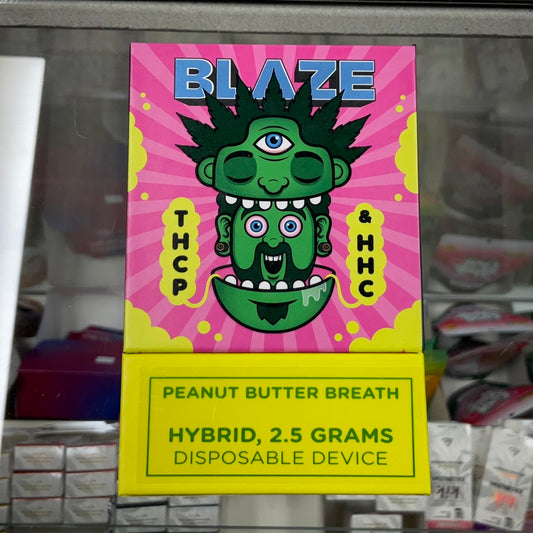 BLAZE
THCP
& HHC
PEANUT BUTTER BREATH
HYBRID, 2.5 GRAMS
DISPOSABLE DEVICE